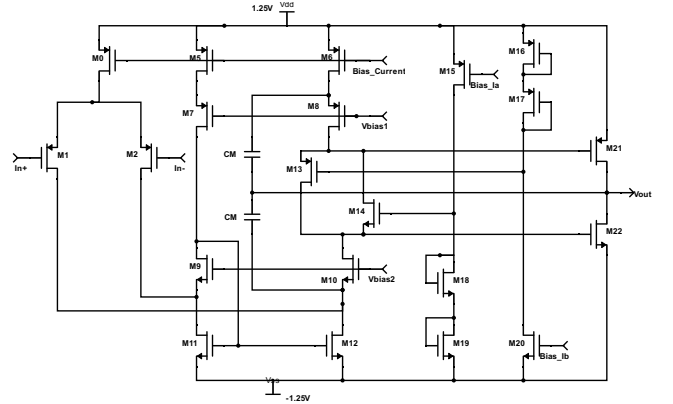 1.25V Vdd
M0 M5 M6 Bias_Current M15 Bias_Ia M16
M7 M8 Vbias1 M17
In+ M1 M2 In- CM M13 M21
CM M14 Vout
M22
M9 M10 Vbias2 M18
M11 M12 M19 M20 Bias_Ib
Vss -1.25V